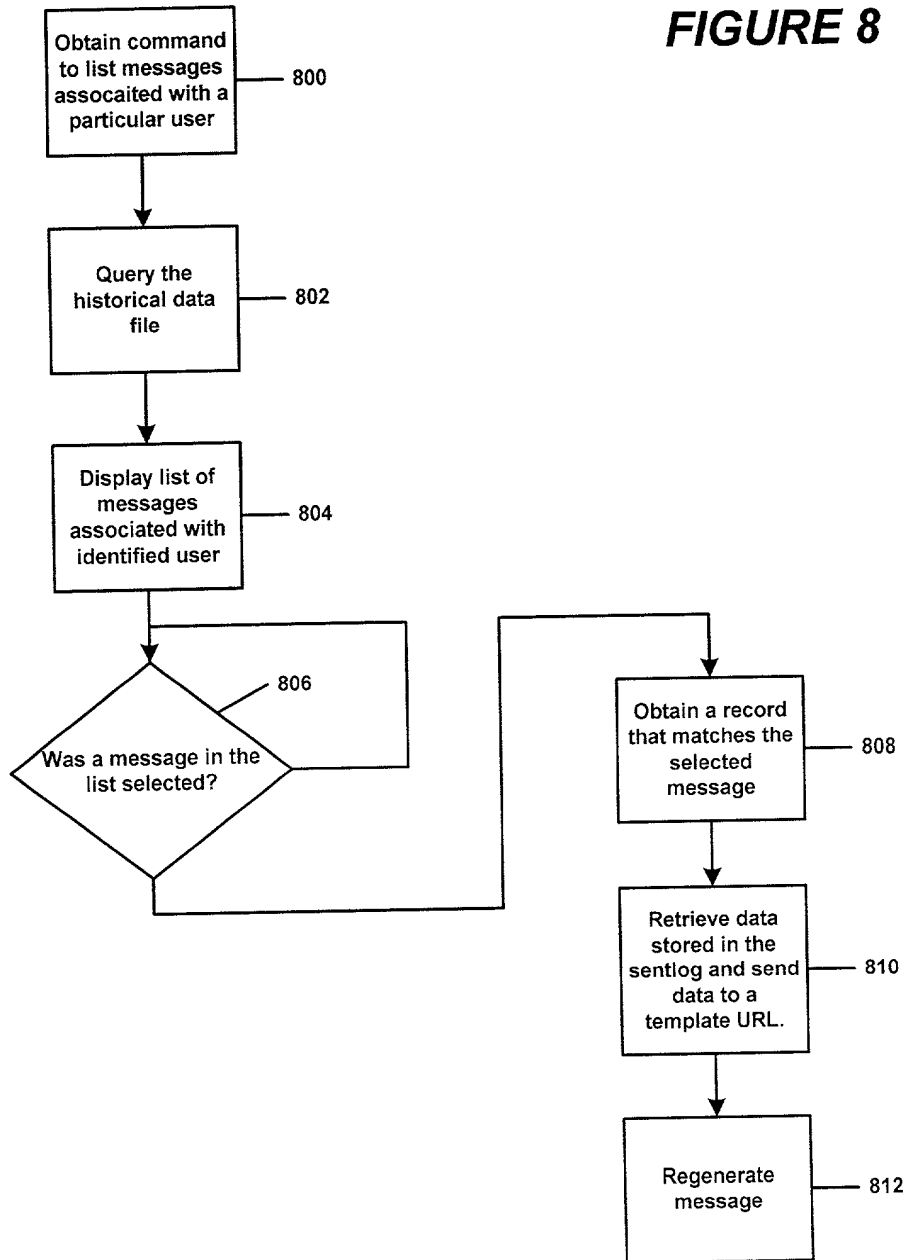 FIGURE 8
Obtain command
to list messages
assocaited with a
particular user
800
Query the
historical data
file
802
Display list of
messages
associated with
identified user
804
806
Was a message in the
list selected?
Obtain a record
that matches the
selected
message
808
Retrieve data
stored in the
sentlog and send
data to a
template URL.
810
Regenerate
message
812